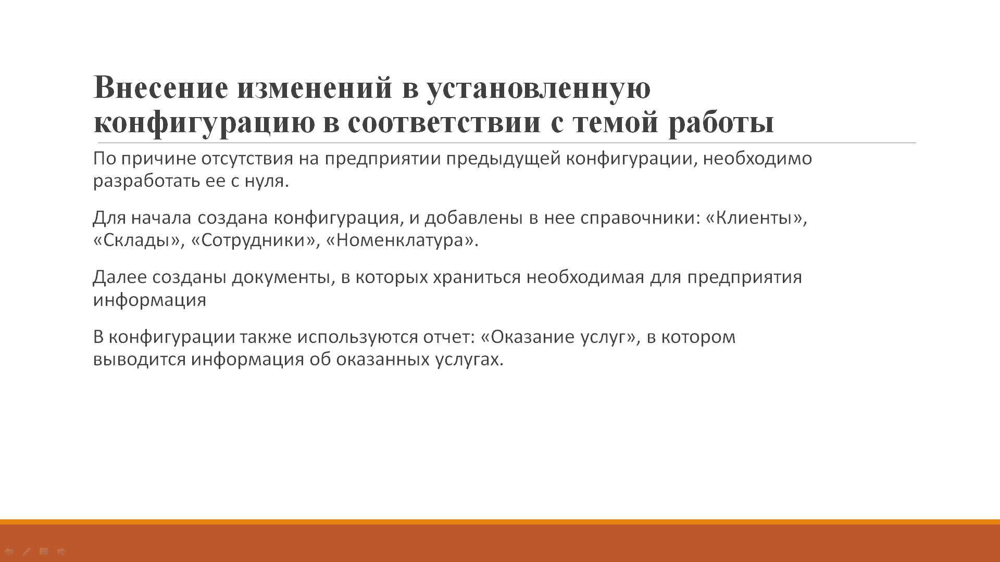 Внесение изменений в установленную
конфигурацию в соответствии с темой работы
По причине отсутствия на предприятии предыдущей конфигурации, необходимо
разработать ее с нуля.
Для начала создана конфигурация, и добавлены в нее справочники: «Клиенты»,
«Склады», «Сотрудники», «Номенклатура».
Далее созданы документы, в которых храниться необходимая для предприятия
информация
В конфигурации также используются отчет: «Оказание услуг», в котором
выводится информация об оказанных услугах.